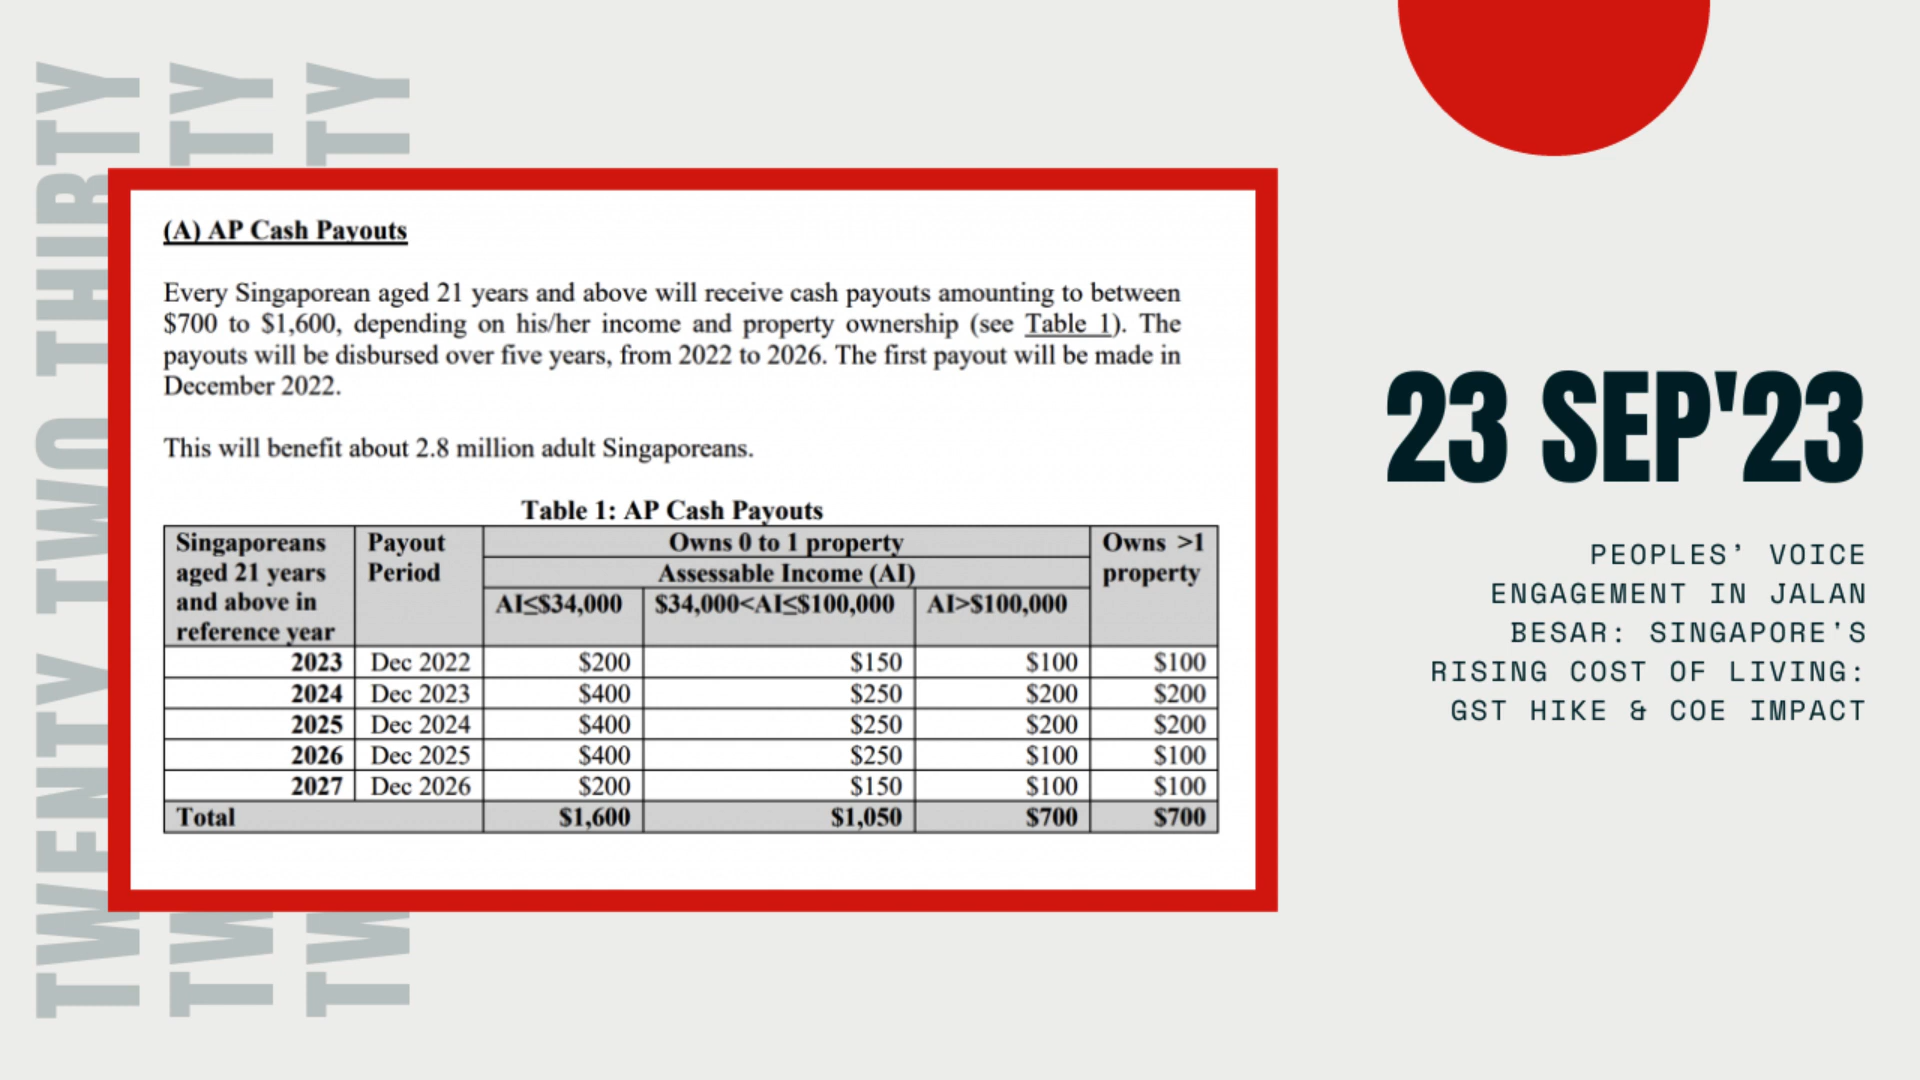 TWENTY TWO THIRTY
TW
TY
TW
TY
(A) AP Cash Payouts
Every Singaporean aged 21 years and above will receive cash payouts amounting to between
$700 to $1,600, depending on his/her income and property ownership (see Table 1). The
payouts will be disbursed over five years, from 2022 to 2026. The first payout will be made in
December 2022.
This will benefit about 2.8 million adult Singaporeans.
Table 1: AP Cash Payouts
Singaporeans aged 21 years and above in reference year Payout Period Owns 0 to 1 property Owns >1 property
Assessable Income (AI)
AI≤$34,000 $34,000<AI≤$100,000 AI>$100,000
2023 Dec 2022 $200 $150 $100 $100
2024 Dec 2023 $400 $250 $200 $200
2025 Dec 2024 $400 $250 $200 $200
2026 Dec 2025 $400 $250 $100 $100
2027 Dec 2026 $200 $150 $100 $100
Total $1,600 $1,050 $700 $700
23 SEP'23
PEOPLES' VOICE
ENGAGEMENT IN JALAN
BESAR: SINGAPORE'S
RISING COST OF LIVING:
GST HIKE & COE IMPACT